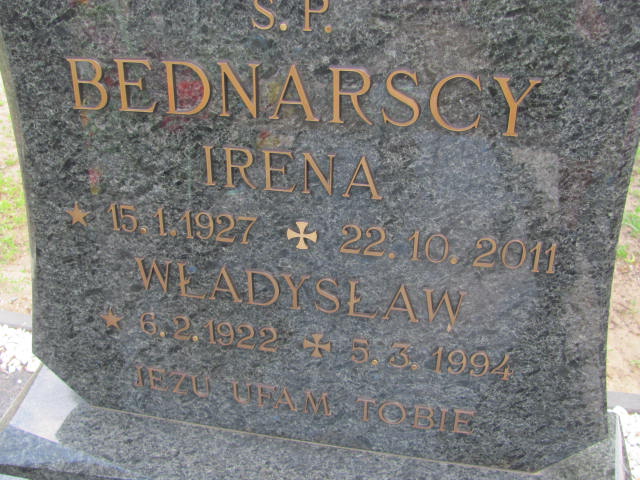 Ś. P.
BEDNARSCY
IRENA
15.1.1927 22.10.2011
WŁADYSŁAW
6.2.1922 5.3.1994
JEZU UFAM TOBIE